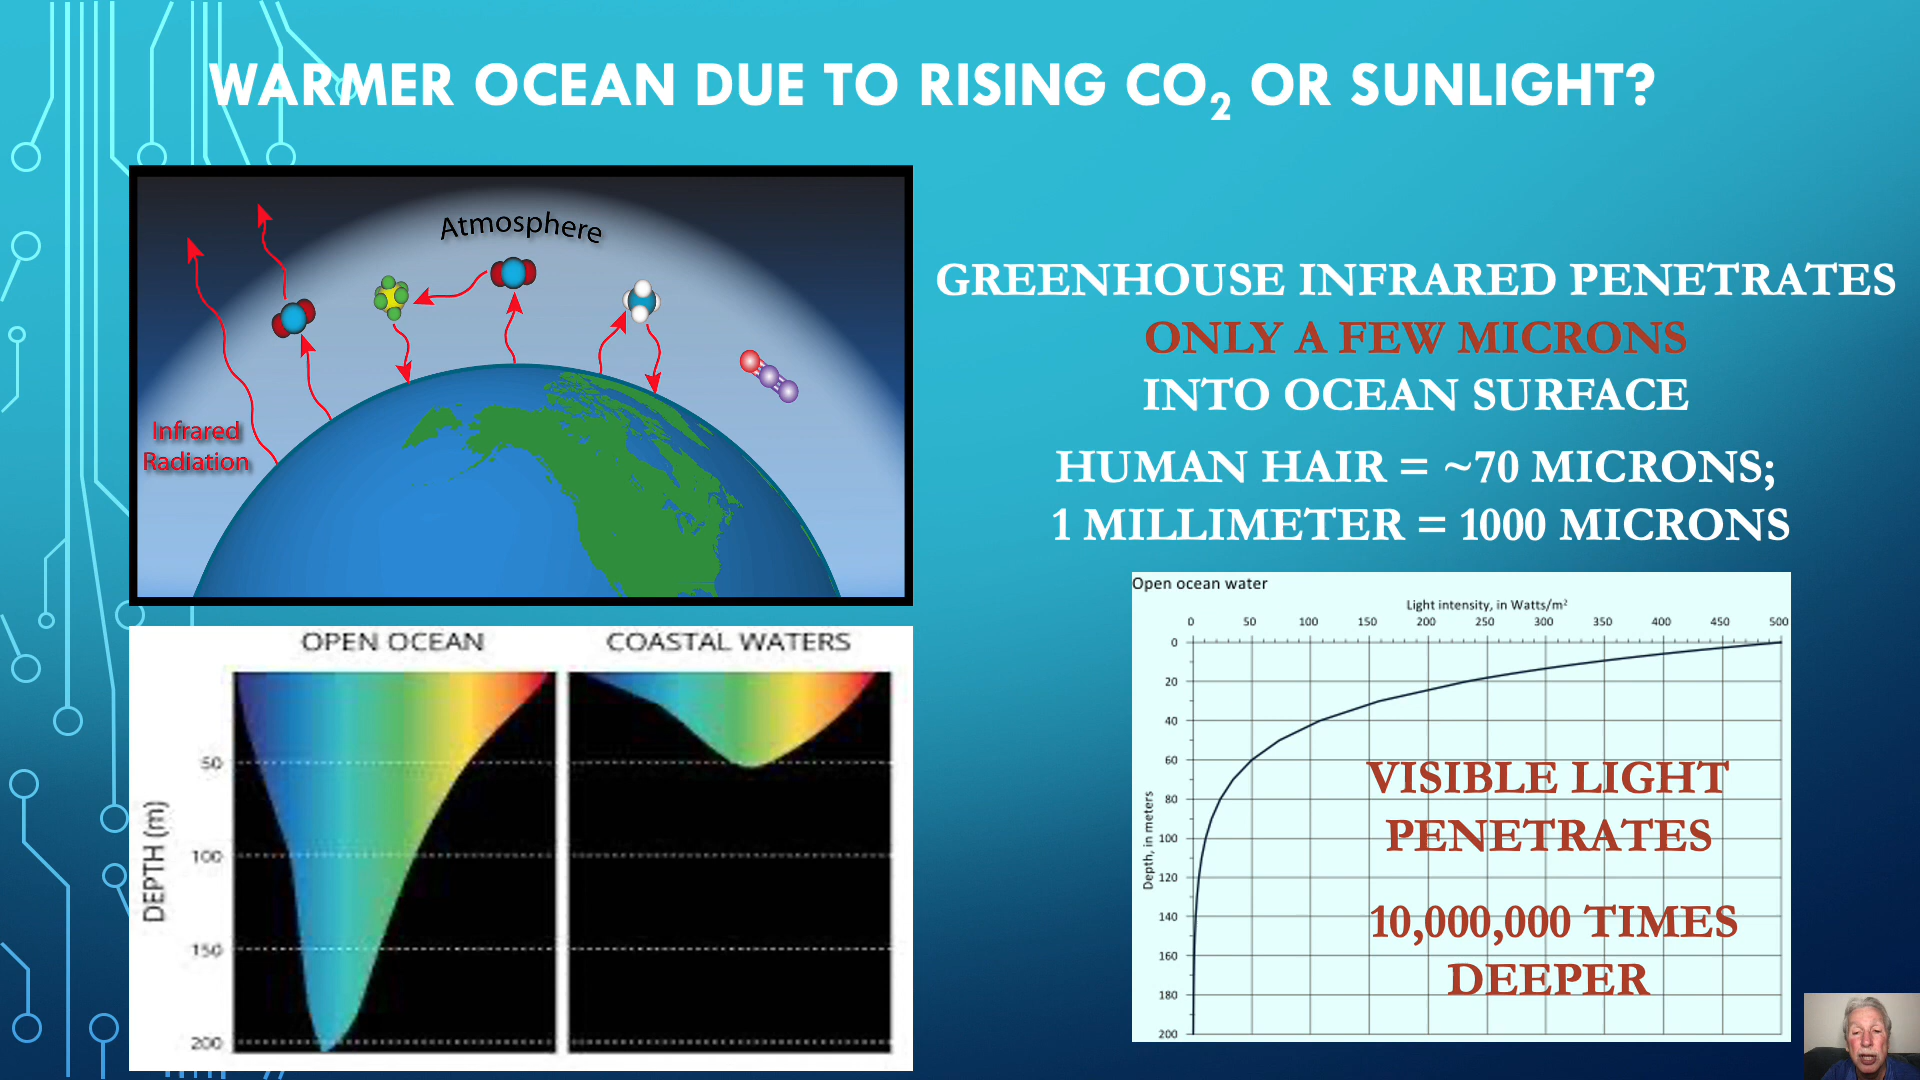 WARMER OCEAN DUE TO RISING CO₂ OR SUNLIGHT?
Atmosphere
Infrared
Radiation
GREENHOUSE INFRARED PENETRATES
ONLY A FEW MICRONS
INTO OCEAN SURFACE
HUMAN HAIR = ~70 MICRONS;
1 MILLIMETER = 1000 MICRONS
OPEN OCEAN
COASTAL WATERS
DEPTH (m)
50
100
150
200
Open ocean water
Light intensity, in Watts/m²
0 50 100 150 200 250 300 350 400 450 500
Depth, in meters
0
20
40
60
80
100
120
140
160
180
200
VISIBLE LIGHT
PENETRATES
10,000,000 TIMES
DEEPER